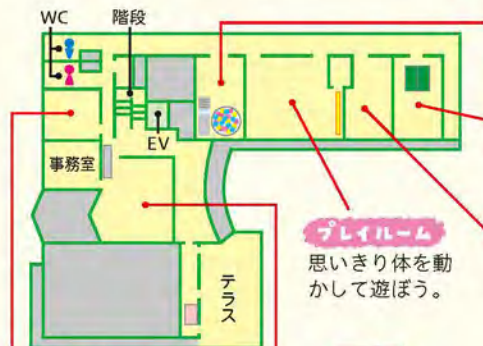 WC
階段
EV
事務室
プレイルーム
思いきり体を動
かして遊ぼう。
テラス